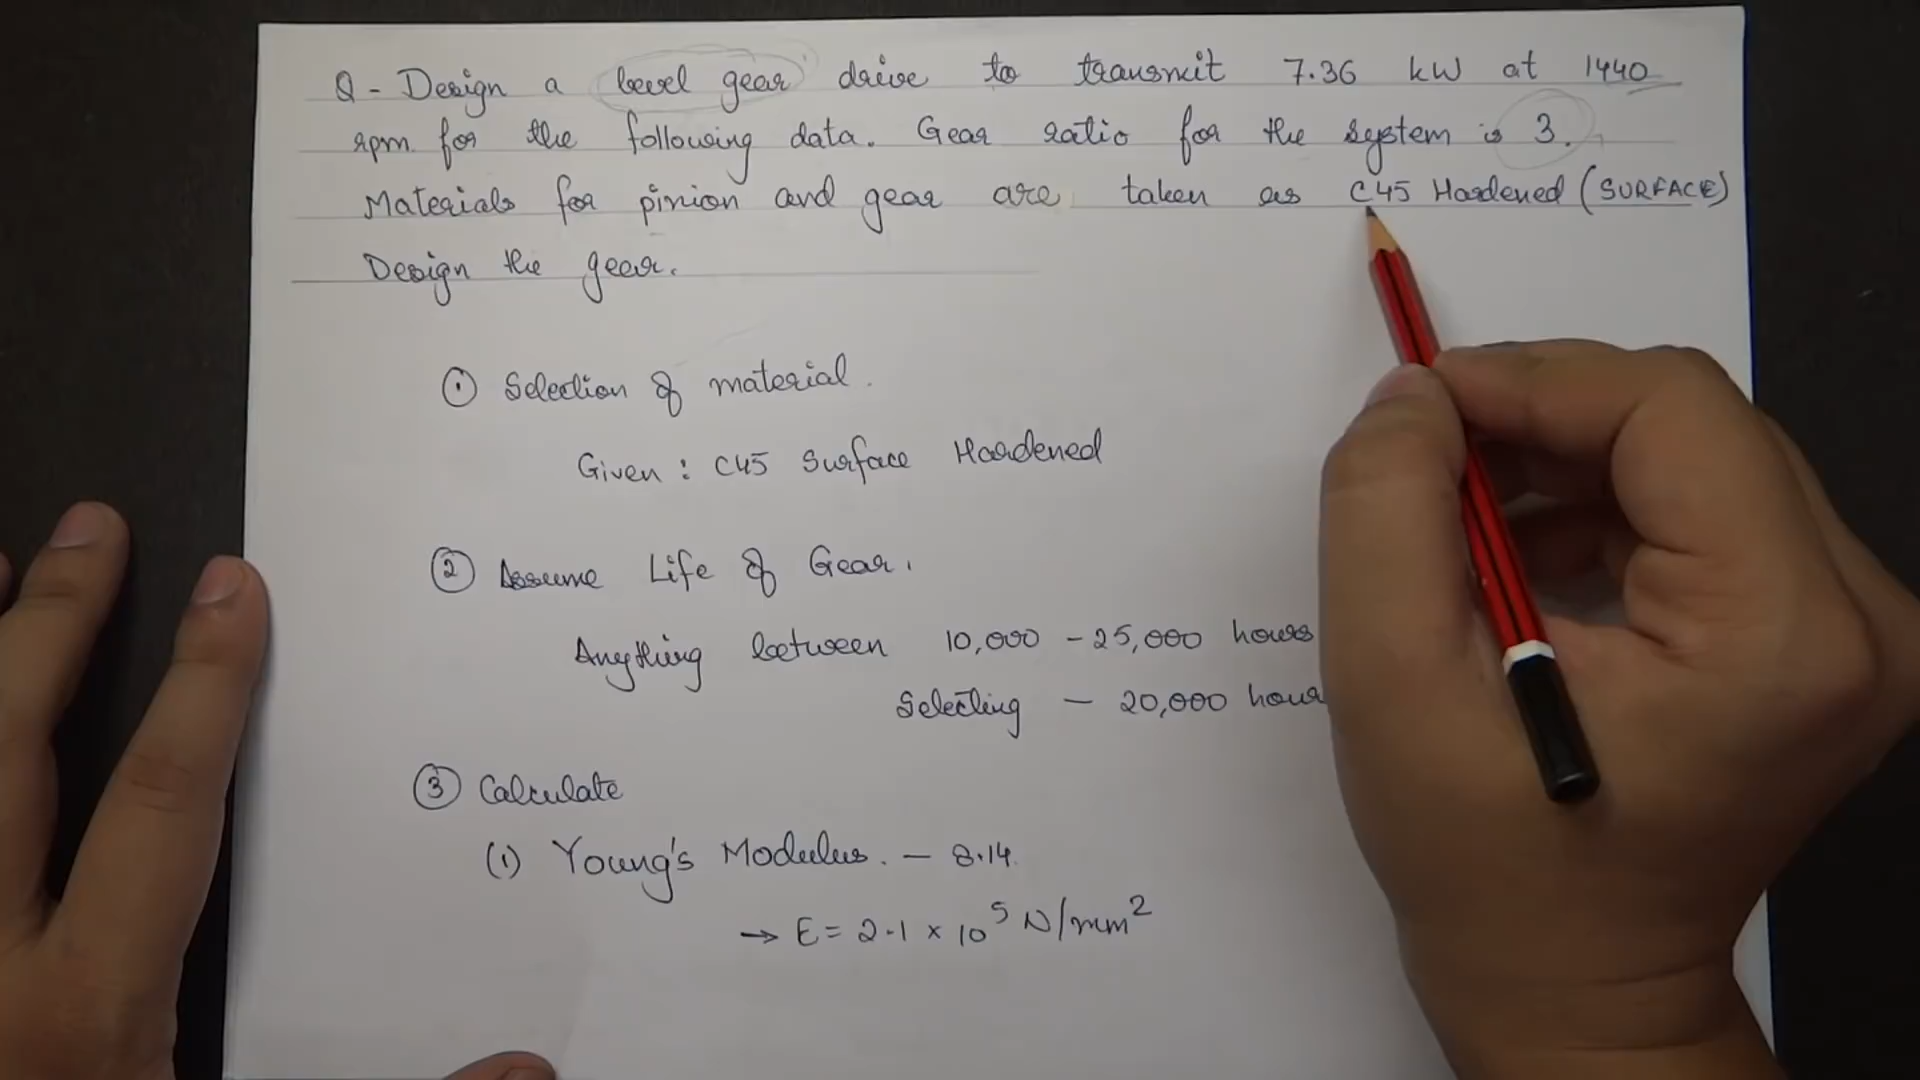 Q - Design a bevel gear drive to transmit 7.36 kW at 1440
rpm for the following data. Gear ratio for the system is 3.
Materials for pinion and gear are taken as C45 Hardened (SURFACE)
Design the gear.
① Selection of material.
Given : C45 Surface Hardened
② Assume Life of Gear.
Anything between 10,000 - 25,000 hours
Selecting - 20,000 hour
③ Calculate
(1) Young's Modulus. - 8.14.
→ E = 2.1 × 10⁵ N/mm²